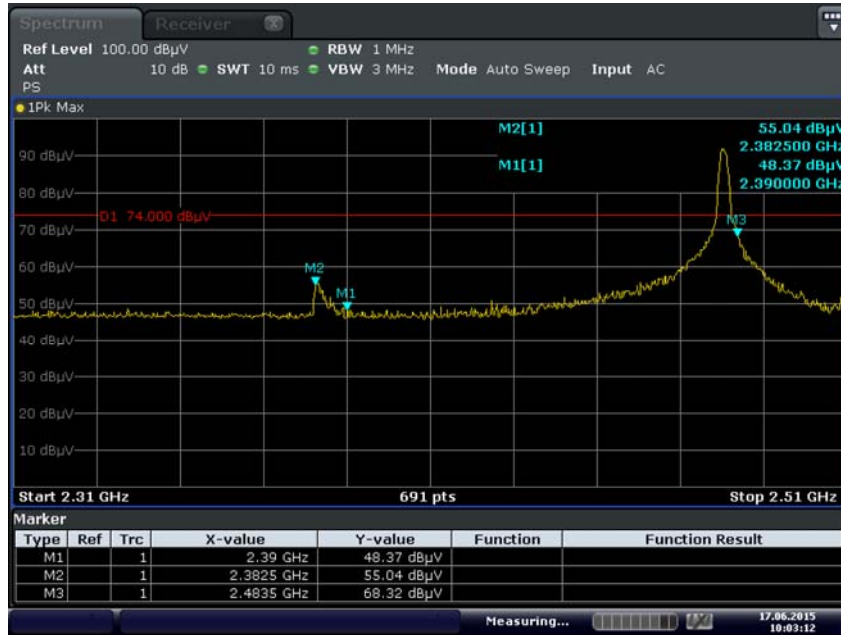 Spectrum Receiver
Ref Level 100.00 dBµV RBW 1 MHz
Att 10 dB SWT 10 ms VBW 3 MHz Mode Auto Sweep Input AC
PS
1Pk Max
M2[1] 55.04 dBµV
2.382500 GHz
M1[1] 48.37 dBµV
2.390000 GHz
90 dBµV
80 dBµV
D1 74.000 dBµV
70 dBµV
M3
60 dBµV
M2
M1
50 dBµV
40 dBµV
30 dBµV
20 dBµV
10 dBµV
Start 2.31 GHz 691 pts Stop 2.51 GHz
Marker
Type Ref Trc X-value Y-value Function Function Result
M1 1 2.39 GHz 48.37 dBµV
M2 1 2.3825 GHz 55.04 dBµV
M3 1 2.4835 GHz 68.32 dBµV
Measuring... 17.06.2015
10:03:12